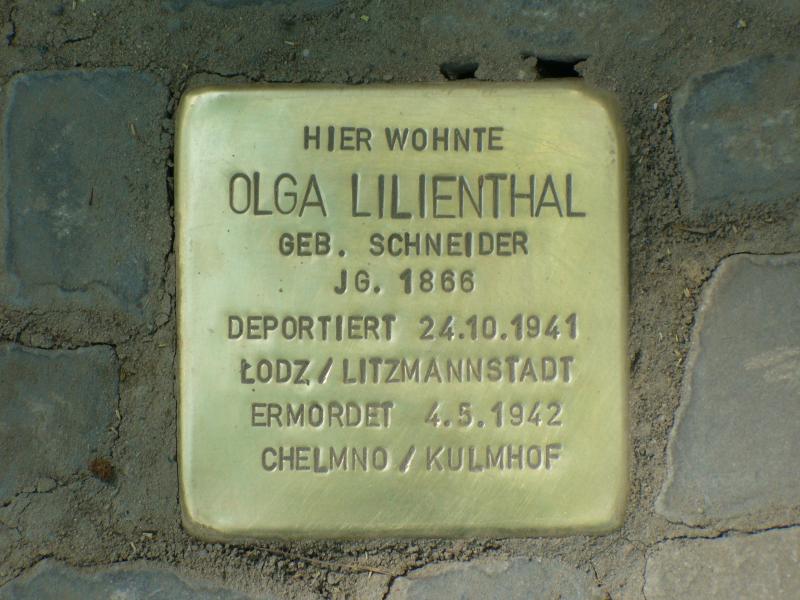 HIER WOHNTE
OLGA LILIENTHAL
GEB. SCHNEIDER
JG. 1866
DEPORTIERT 24.10.1941
ŁODZ/LITZMANNSTADT
ERMORDET 4.5.1942
CHELMNO/KULMHOF